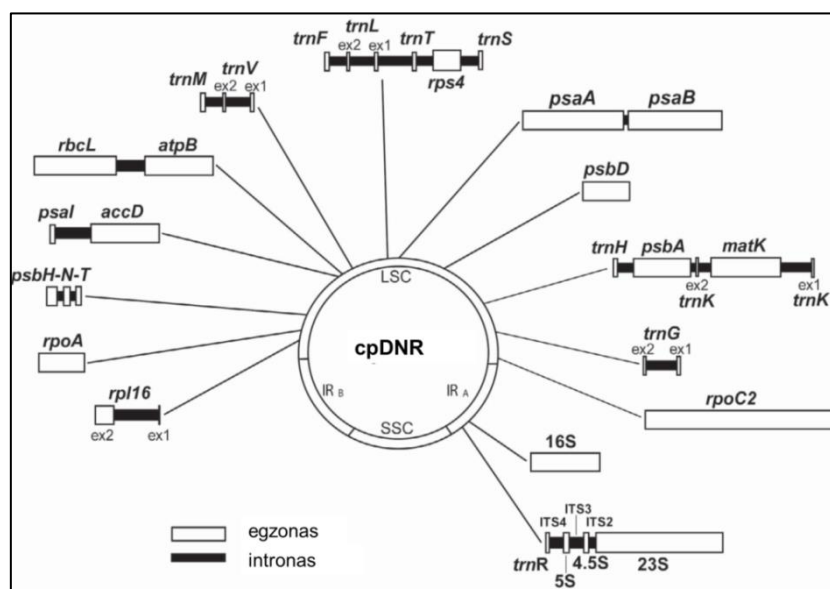 trnL
trnF ex2 ex1 trnT trnS
rps4
trnV
trnM ex2 ex1
psaA psaB
rbcL atpB
psbD
psaI accD
trnH psbA matK
ex2 ex1
trnK trnK
psbH-N-T
LSC
cpDNR
trnG
ex2 ex1
rpoA
rpl16
ex2 ex1
IR B IR A
rpoC2
SSC
16S
ITS3
ITS4 ITS2
trnR 4.5S 23S
5S
egzonas
intronas